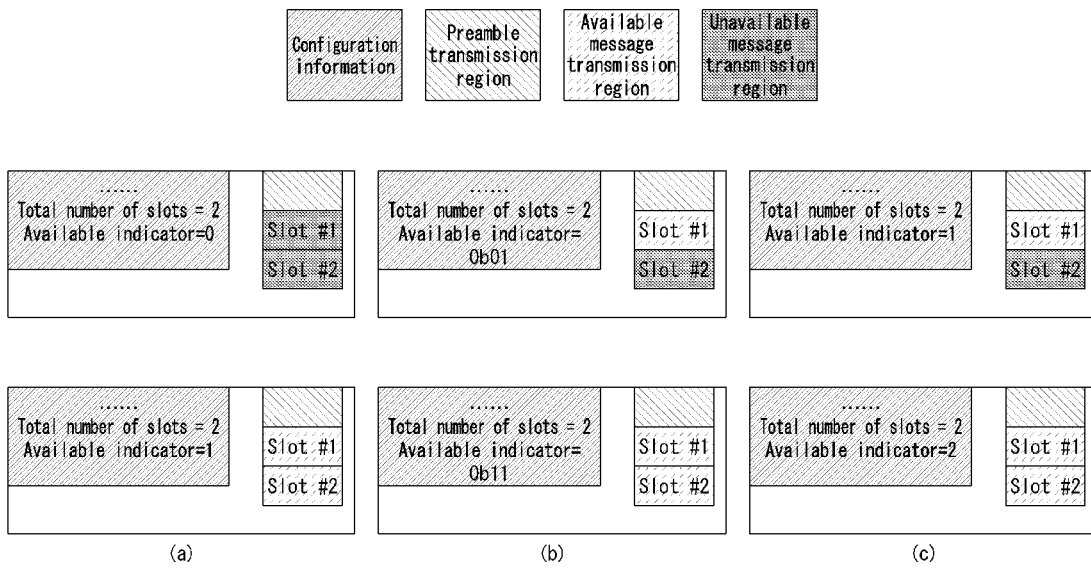 Configuration
information
Preamble
transmission
region
Available
message
transmission
region
Unavailable
message
transmission
region
......
Total number of slots = 2
Available indicator=0
Slot #1
Slot #2
......
Total number of slots = 2
Available indicator=
0b01
Slot #1
Slot #2
......
Total number of slots = 2
Available indicator=1
Slot #1
Slot #2
......
Total number of slots = 2
Available indicator=1
Slot #1
Slot #2
......
Total number of slots = 2
Available indicator=
0b11
Slot #1
Slot #2
......
Total number of slots = 2
Available indicator=2
Slot #1
Slot #2
(a)
(b)
(c)